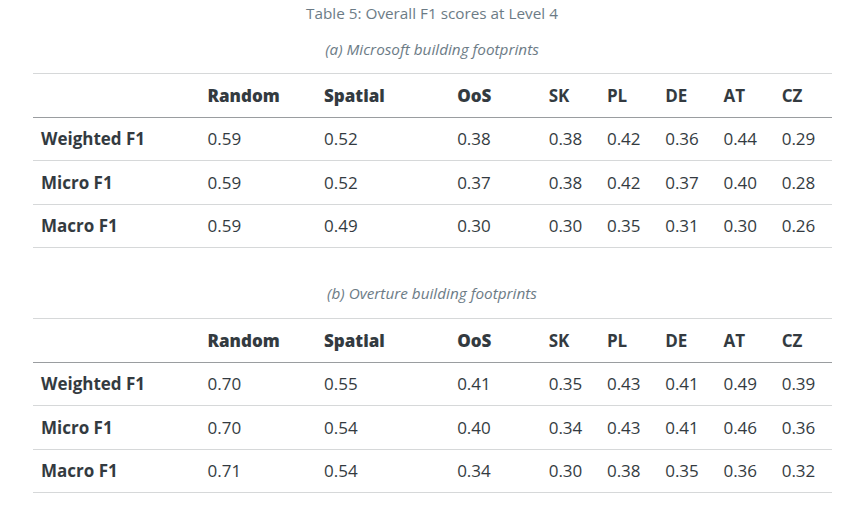 Table 5: Overall F1 scores at Level 4
(a) Microsoft building footprints
Random Spatial OoS SK PL DE AT CZ
Weighted F1 0.59 0.52 0.38 0.38 0.42 0.36 0.44 0.29
Micro F1 0.59 0.52 0.37 0.38 0.42 0.37 0.40 0.28
Macro F1 0.59 0.49 0.30 0.30 0.35 0.31 0.30 0.26
(b) Overture building footprints
Random Spatial OoS SK PL DE AT CZ
Weighted F1 0.70 0.55 0.41 0.35 0.43 0.41 0.49 0.39
Micro F1 0.70 0.54 0.40 0.34 0.43 0.41 0.46 0.36
Macro F1 0.71 0.54 0.34 0.30 0.38 0.35 0.36 0.32